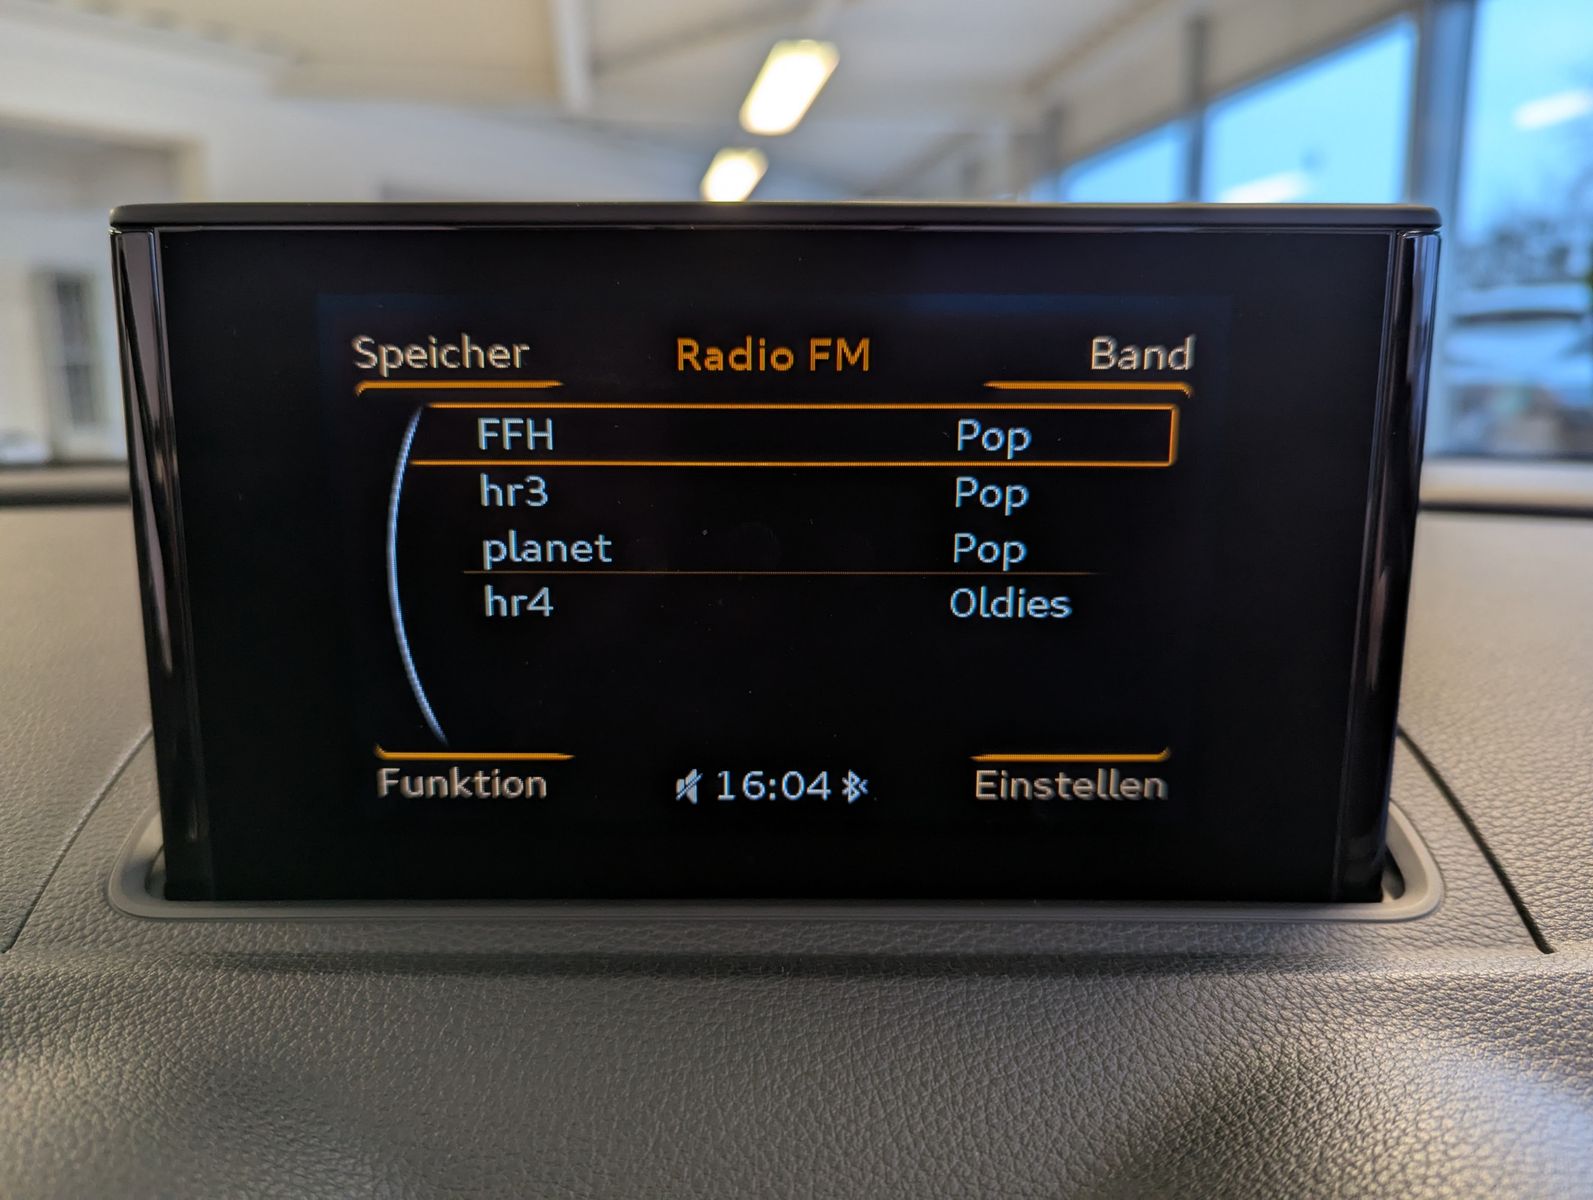 Speicher Radio FM Band
FFH Pop
hr3 Pop
planet Pop
hr4 Oldies
Funktion 16:04 Einstellen